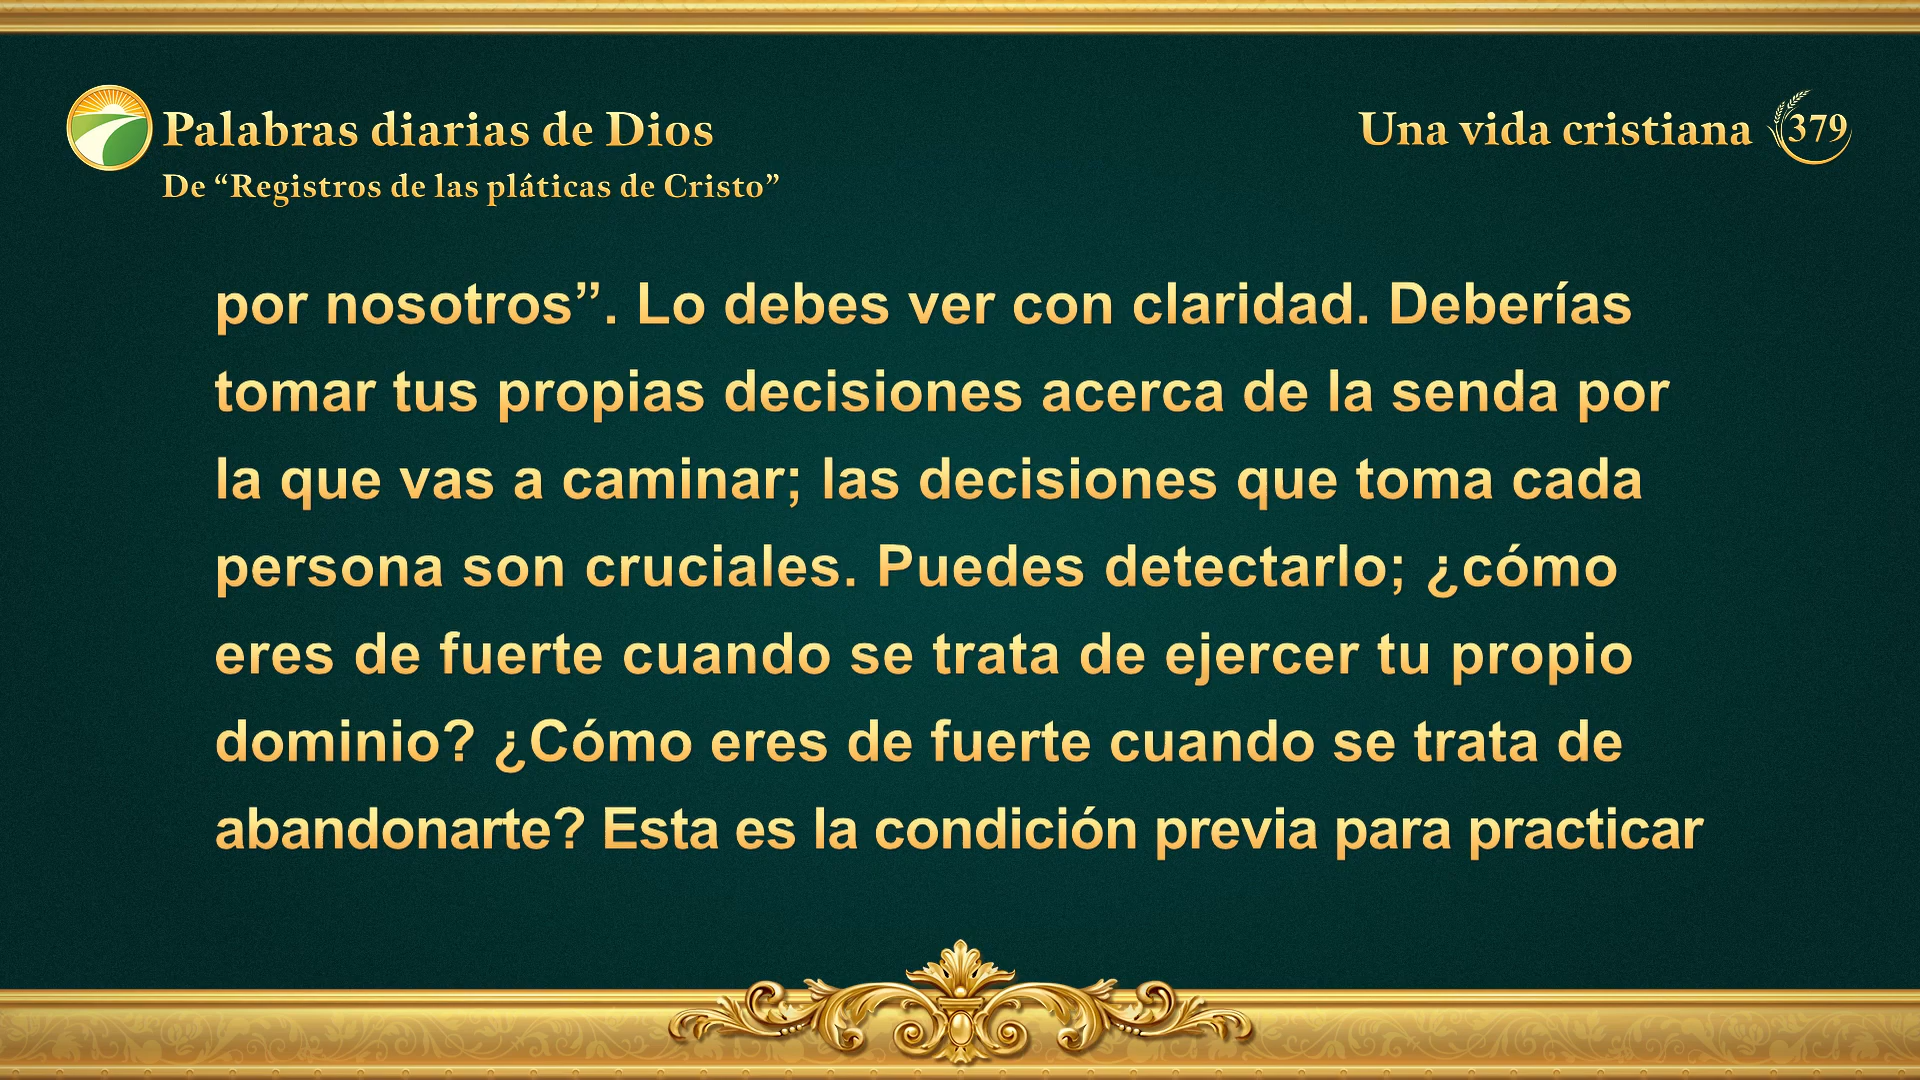 Palabras diarias de Dios
De “Registros de las pláticas de Cristo”
Una vida cristiana 379
por nosotros”. Lo debes ver con claridad. Deberías
tomar tus propias decisiones acerca de la senda por
la que vas a caminar; las decisiones que toma cada
persona son cruciales. Puedes detectarlo; ¿cómo
eres de fuerte cuando se trata de ejercer tu propio
dominio? ¿Cómo eres de fuerte cuando se trata de
abandonarte? Esta es la condición previa para practicar